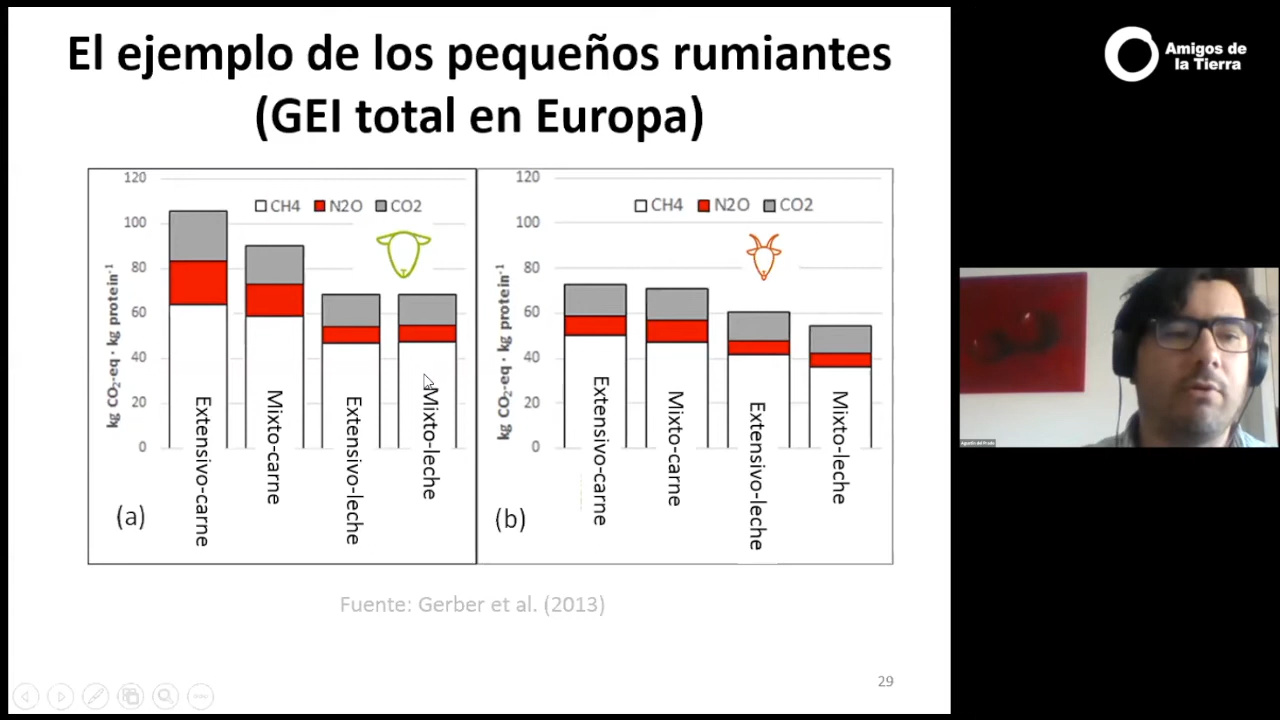 El ejemplo de los pequeños rumiantes
(GEI total en Europa)
Amigos de
la Tierra
120
100
80
60
40
20
0
kg CO₂-eq · kg protein⁻¹
CH4 N2O CO2
Extensivo-carne
Mixto-carne
Extensivo-leche
Mixto-leche
(a)
120
100
80
60
40
20
0
kg CO₂-eq · kg protein⁻¹
CH4 N2O CO2
Extensivo-carne
Mixto-carne
Extensivo-leche
Mixto-leche
(b)
Fuente: Gerber et al. (2013)
29
Agustin del Prado